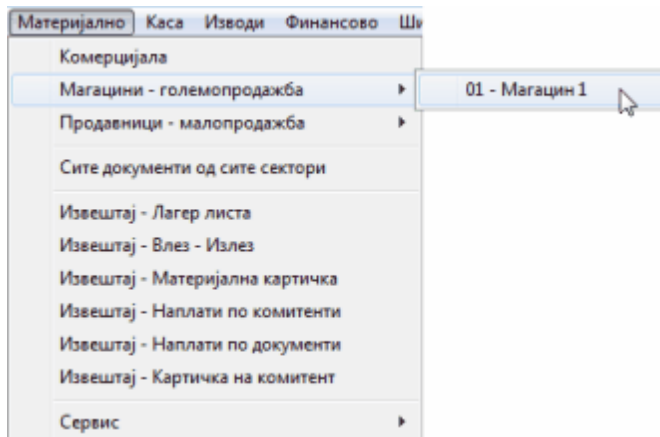 Материјално Каса Изводи Финансово
Комерцијала
Магацини - големопродажба
01 - Магацин 1
Продавници - малопродажба
Сите документи од сите сектори
Извештај - Лагер листа
Извештај - Влез - Излез
Извештај - Материјална картичка
Извештај - Наплати по комитенти
Извештај - Наплати по документи
Извештај - Картичка на комитент
Сервис